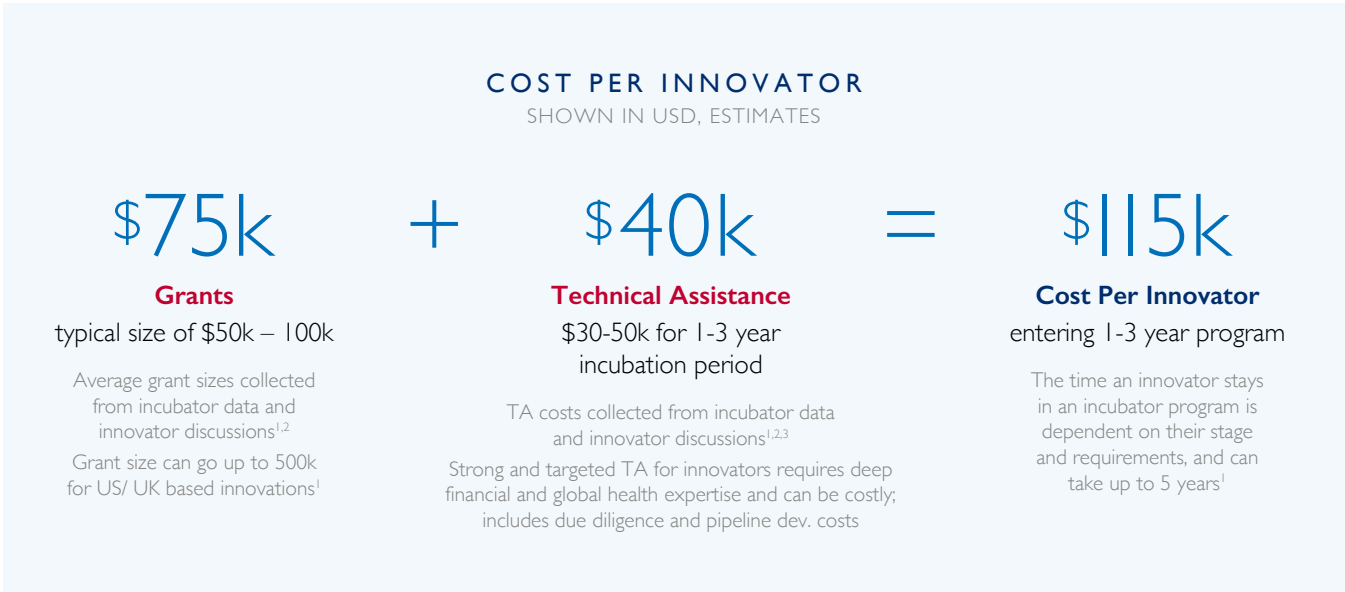 COST PER INNOVATOR
SHOWN IN USD, ESTIMATES
$75k
Grants
typical size of $50k – 100k
Average grant sizes collected
from incubator data and
innovator discussions1,2
Grant size can go up to 500k
for US/ UK based innovations1
+
$40k
Technical Assistance
$30-50k for 1-3 year
incubation period
TA costs collected from incubator data
and innovator discussions1,2,3
Strong and targeted TA for innovators requires deep
financial and global health expertise and can be costly;
includes due diligence and pipeline dev. costs
=
$115k
Cost Per Innovator
entering 1-3 year program
The time an innovator stays
in an incubator program is
dependent on their stage
and requirements, and can
take up to 5 years1